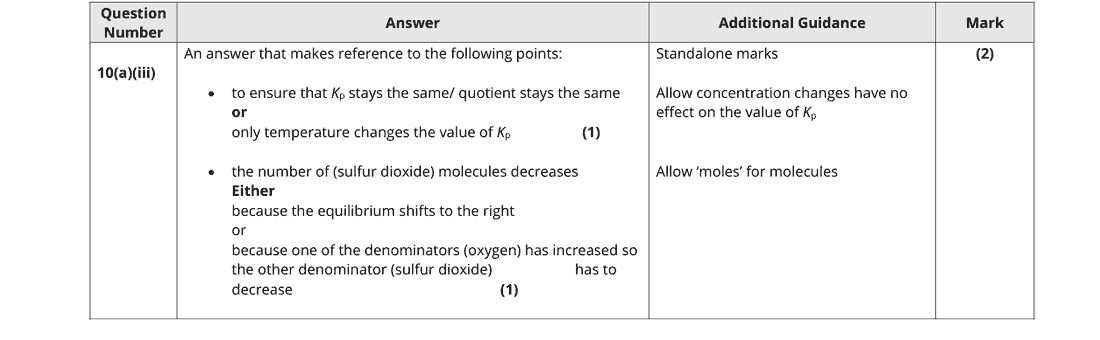 Question Number Answer Additional Guidance Mark
10(a)(iii)
An answer that makes reference to the following points:
Standalone marks
(2)
• to ensure that Kp stays the same/ quotient stays the same
or
only temperature changes the value of Kp (1)
Allow concentration changes have no
effect on the value of Kp
• the number of (sulfur dioxide) molecules decreases
Either
because the equilibrium shifts to the right
or
because one of the denominators (oxygen) has increased so
the other denominator (sulfur dioxide) has to
decrease (1)
Allow ‘moles’ for molecules